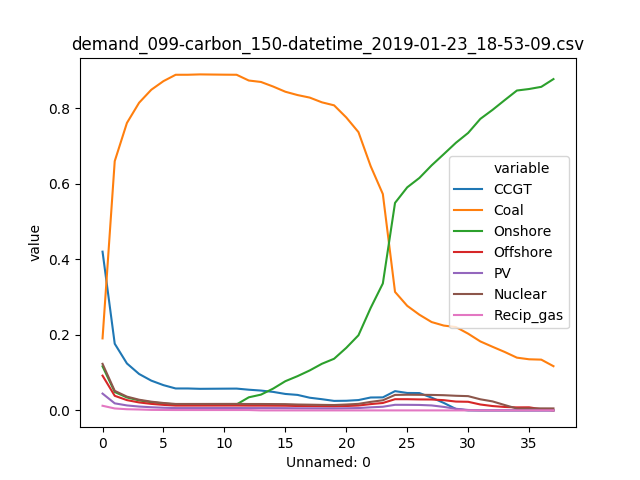 demand_099-carbon_150-datetime_2019-01-23_18-53-09.csv
value
0.8
0.6
0.4
0.2
0.0
variable
CCGT
Coal
Onshore
Offshore
PV
Nuclear
Recip_gas
0 5 10 15 20 25 30 35
Unnamed: 0